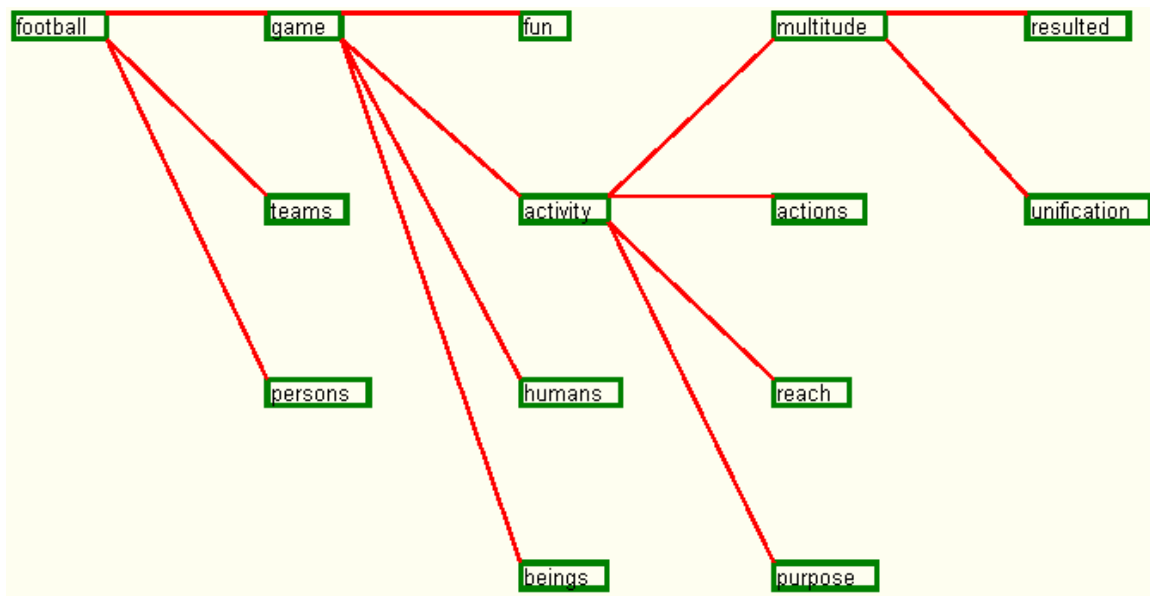 football game fun multitude resulted
teams activity actions unification
persons humans reach
beings purpose